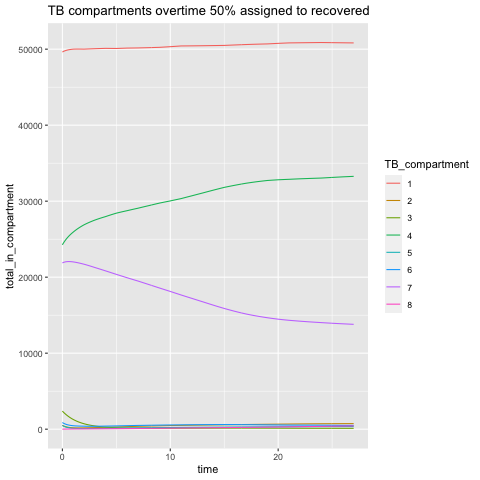 TB compartments overtime 50% assigned to recovered
50000
40000
30000
20000
10000
0
total_in_compartment
0 10 20
time
TB_compartment
1
2
3
4
5
6
7
8